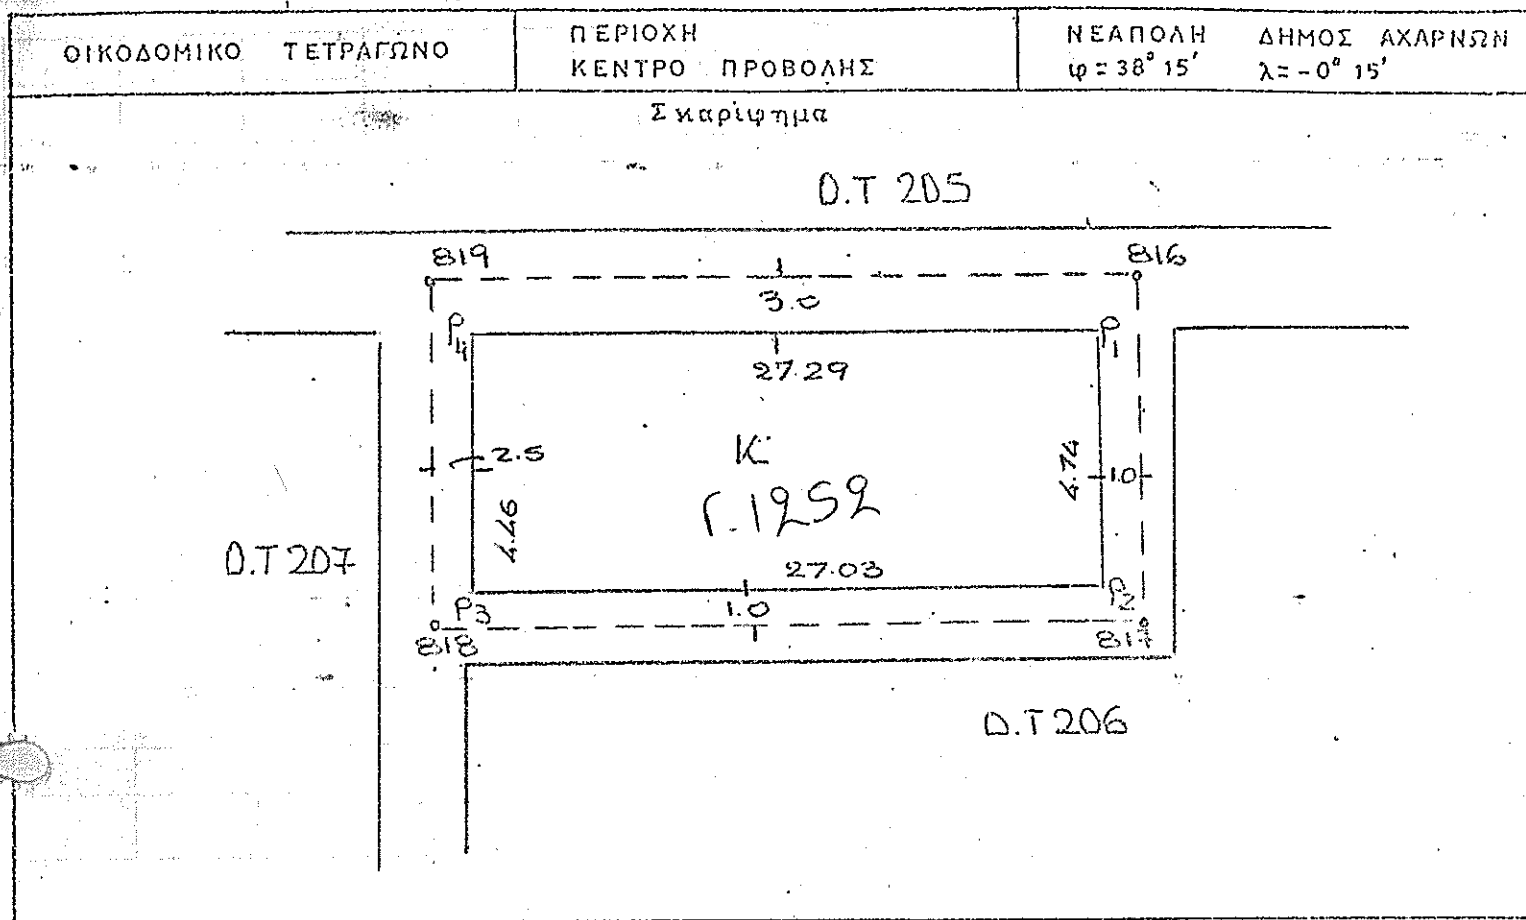 ΟΙΚΟΔΟΜΙΚΟ ΤΕΤΡΑΓΩΝΟ
ΠΕΡΙΟΧΗ
ΚΕΝΤΡΟ ΠΡΟΒΟΛΗΣ
ΝΕΑΠΟΛΗ ΔΗΜΟΣ ΑΧΑΡΝΩΝ
φ = 38° 15' λ = -0° 15'
Σκαρίφημα
Ο.Τ 205
819
816
3.0
P4
P1
27.29
2.5
Κ
4.74
1.0
Γ.1252
4.46
Ο.Τ 207
27.03
P3
1.0
P2
818
817
Ο.Τ 206